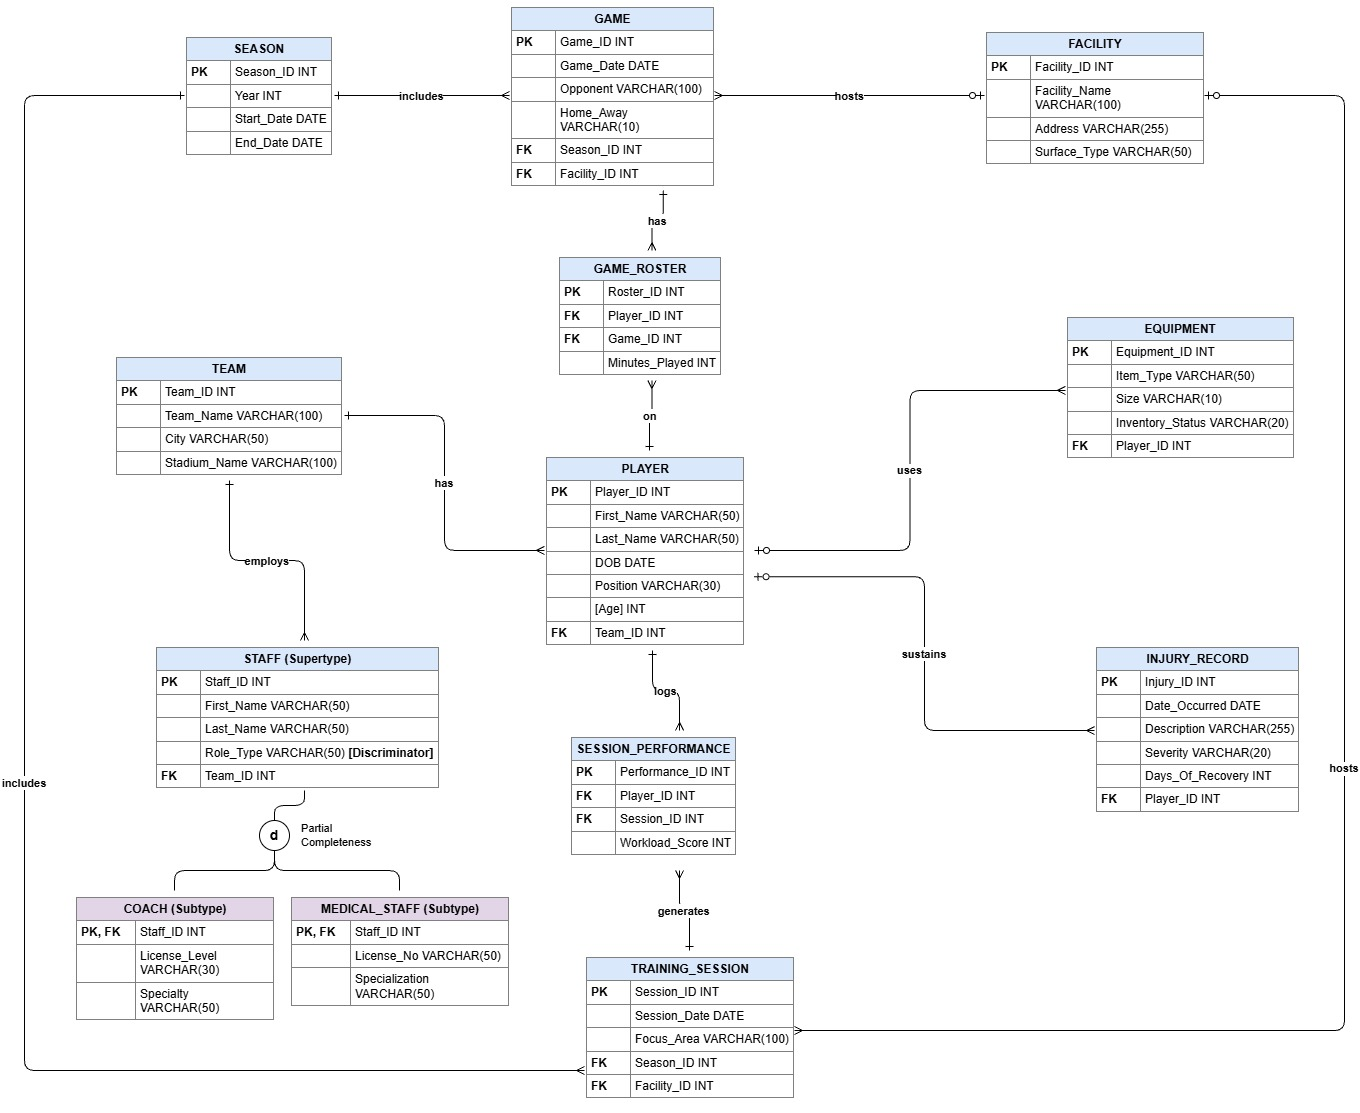 GAME
PK Game_ID INT
Game_Date DATE
Opponent VARCHAR(100)
Home_Away
VARCHAR(10)
FK Season_ID INT
FK Facility_ID INT
SEASON
PK Season_ID INT
Year INT
Start_Date DATE
End_Date DATE
includes
hosts
FACILITY
PK Facility_ID INT
Facility_Name
VARCHAR(100)
Address VARCHAR(255)
Surface_Type VARCHAR(50)
has
GAME_ROSTER
PK Roster_ID INT
FK Player_ID INT
FK Game_ID INT
Minutes_Played INT
EQUIPMENT
PK Equipment_ID INT
Item_Type VARCHAR(50)
Size VARCHAR(10)
Inventory_Status VARCHAR(20)
FK Player_ID INT
TEAM
PK Team_ID INT
Team_Name VARCHAR(100)
City VARCHAR(50)
Stadium_Name VARCHAR(100)
on
has
uses
PLAYER
PK Player_ID INT
First_Name VARCHAR(50)
Last_Name VARCHAR(50)
DOB DATE
Position VARCHAR(30)
[Age] INT
FK Team_ID INT
employs
STAFF (Supertype)
PK Staff_ID INT
First_Name VARCHAR(50)
Last_Name VARCHAR(50)
Role_Type VARCHAR(50) [Discriminator]
FK Team_ID INT
sustains
INJURY_RECORD
PK Injury_ID INT
Date_Occurred DATE
Description VARCHAR(255)
Severity VARCHAR(20)
Days_Of_Recovery INT
FK Player_ID INT
logs
SESSION_PERFORMANCE
PK Performance_ID INT
FK Player_ID INT
FK Session_ID INT
Workload_Score INT
includes
hosts
d
Partial
Completeness
COACH (Subtype)
PK, FK Staff_ID INT
License_Level
VARCHAR(30)
Specialty
VARCHAR(50)
MEDICAL_STAFF (Subtype)
PK, FK Staff_ID INT
License_No VARCHAR(50)
Specialization
VARCHAR(50)
generates
TRAINING_SESSION
PK Session_ID INT
Session_Date DATE
Focus_Area VARCHAR(100)
FK Season_ID INT
FK Facility_ID INT